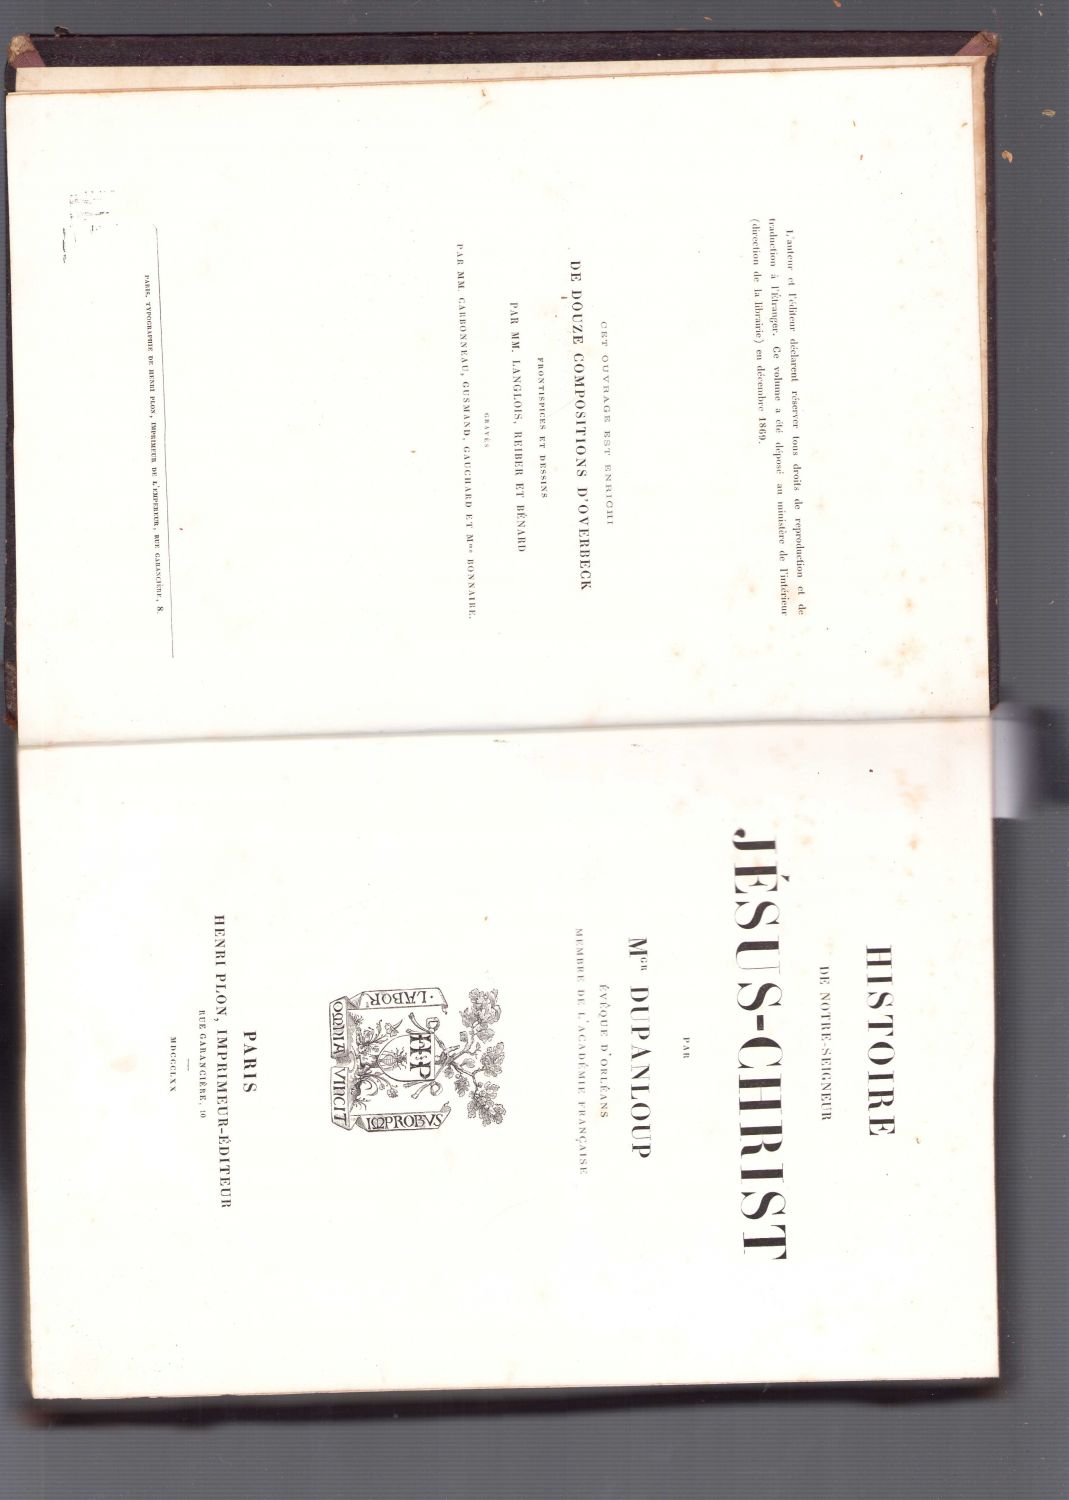 L'auteur et l'éditeur déclarent réserver tous droits de reproduction et de
traduction à l'Étranger. Ce volume a été déposé au ministère de l'intérieur
(direction de la librairie) en décembre 1869.
CET OUVRAGE EST ENRICHI
DE DOUZE COMPOSITIONS D'OVERBECK
FRONTISPICES ET DESSINS
PAR MM. LANGLOIS, REIBER ET BÉNARD
GRAVÉS
PAR MM. CARBONNEAU, GUSMAND, GAUCHARD ET Mme BONNAIRE.
PARIS, TYPOGRAPHIE DE HENRI PLON, IMPRIMEUR DE L'EMPEREUR, RUE GARANCIÈRE, 8.
HISTOIRE
DE NOTRE-SEIGNEUR
JÉSUS-CHRIST
PAR
MGR DUPANLOUP
ÉVÊQUE D'ORLÉANS
MEMBRE DE L'ACADÉMIE FRANÇAISE
LABOR
H P
IMPROBVS
OMNIA VINCIT
PARIS
HENRI PLON, IMPRIMEUR-ÉDITEUR
RUE GARANCIÈRE, 10
MDCCCLXX